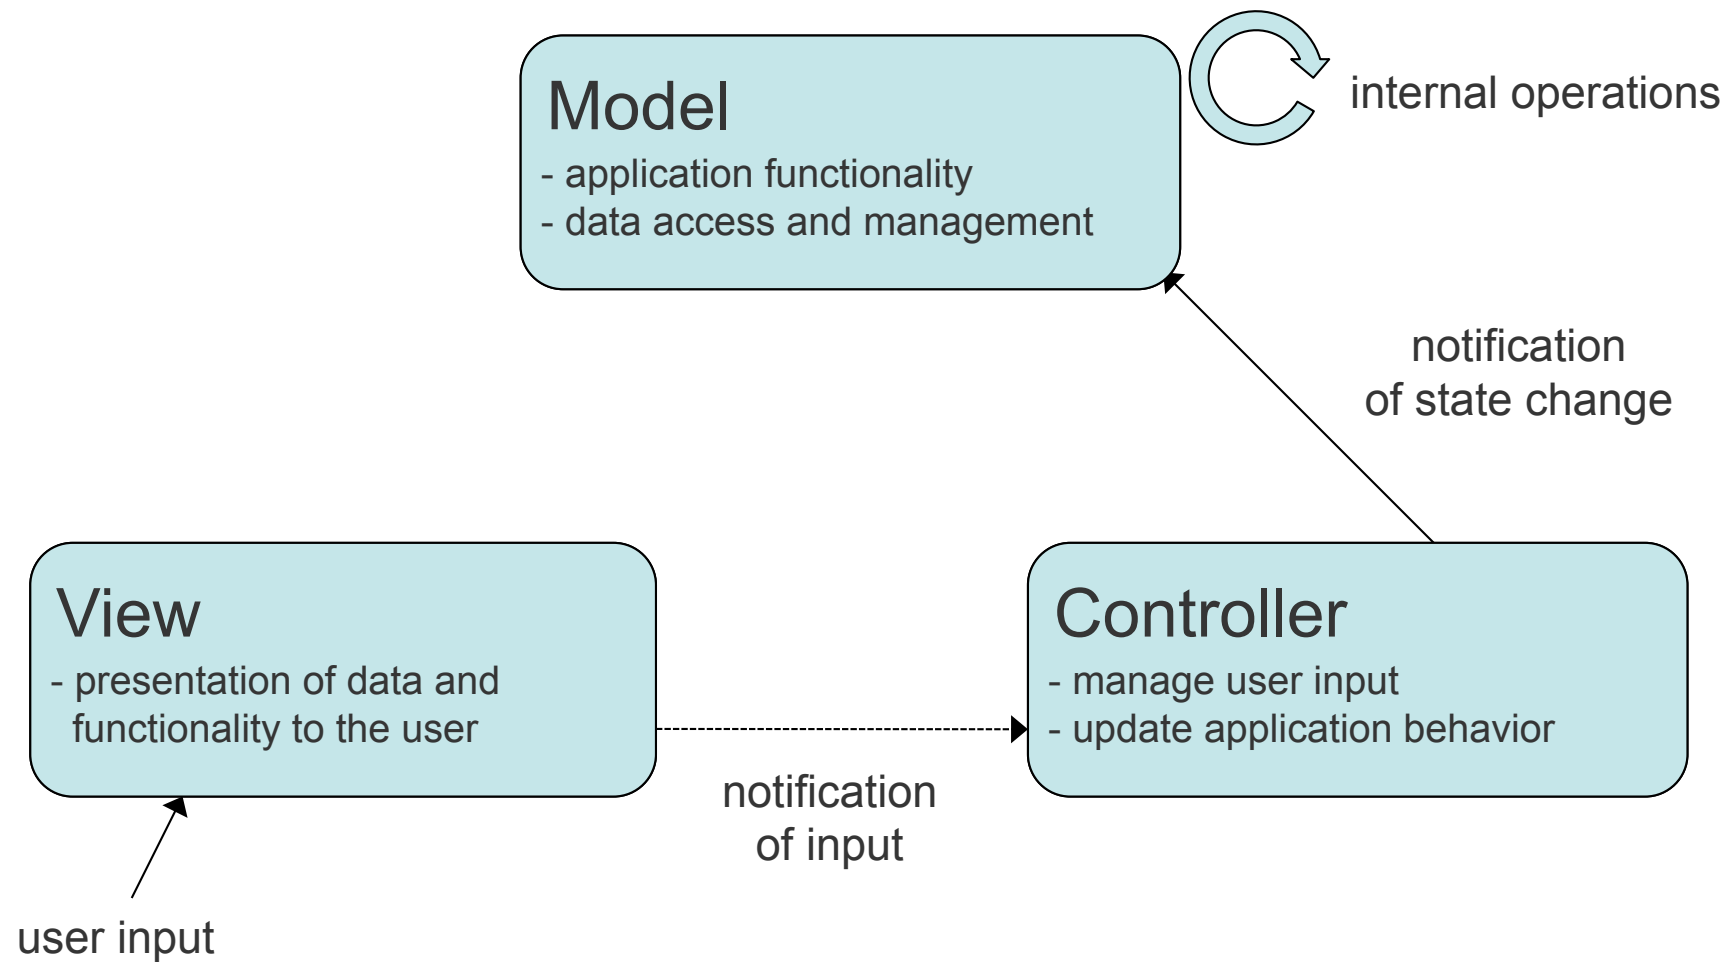 Model
- application functionality
- data access and management
internal operations
notification
of state change
View
- presentation of data and
functionality to the user
Controller
- manage user input
- update application behavior
notification
of input
user input